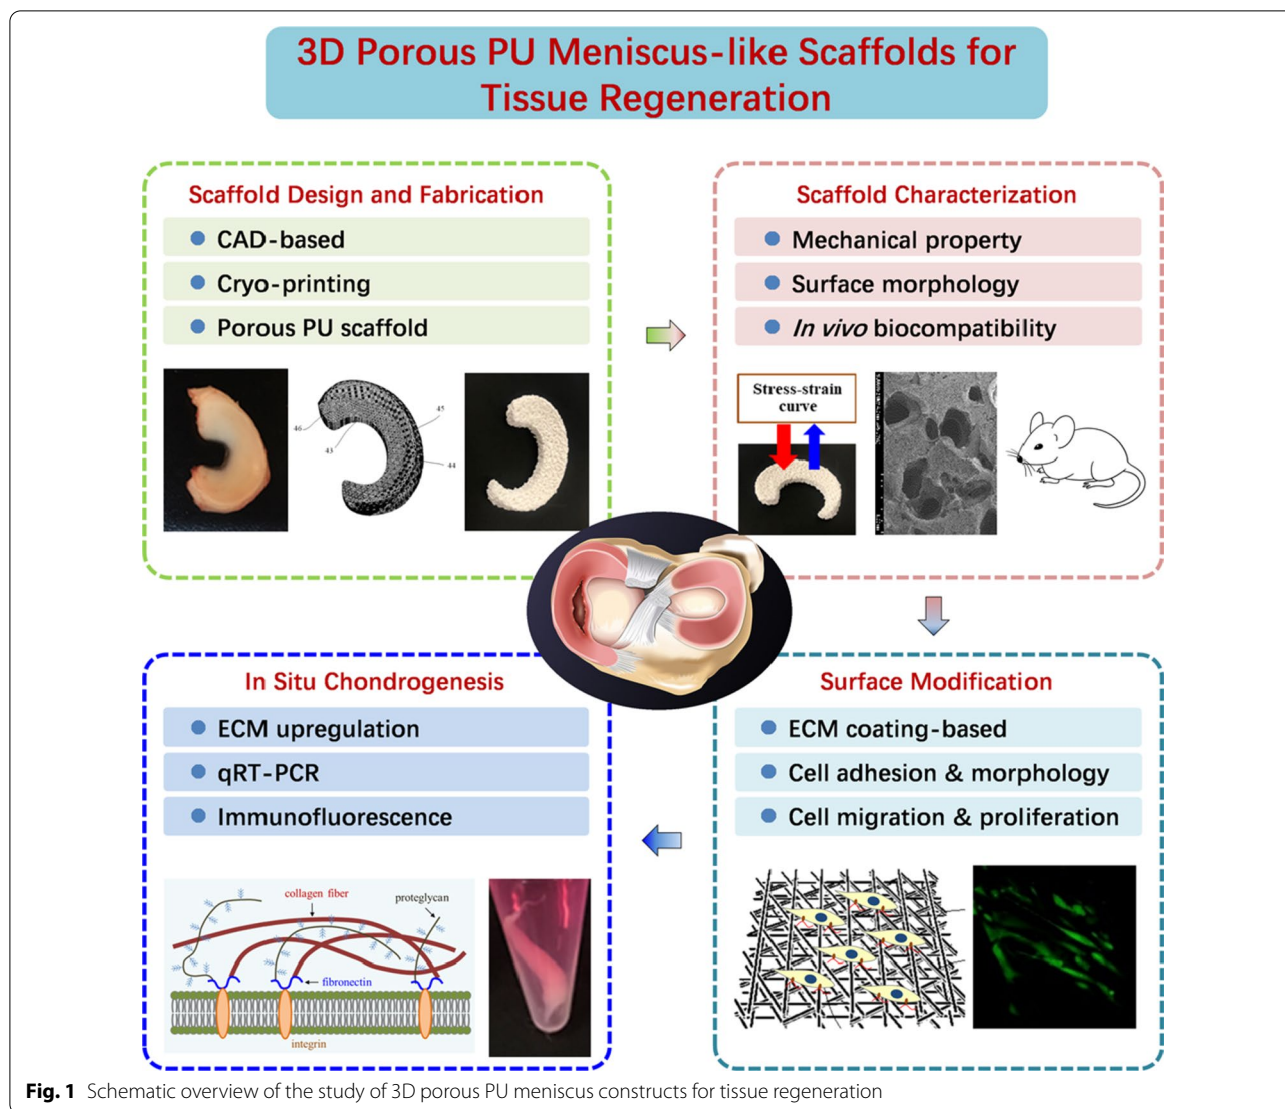 3D Porous PU Meniscus-like Scaffolds for
Tissue Regeneration
Scaffold Design and Fabrication
CAD-based
Cryo-printing
Porous PU scaffold
46
43
45
44
Scaffold Characterization
Mechanical property
Surface morphology
In vivo biocompatibility
Stress-strain
curve
Surface Modification
ECM coating-based
Cell adhesion & morphology
Cell migration & proliferation
In Situ Chondrogenesis
ECM upregulation
qRT-PCR
Immunofluorescence
collagen fiber
proteglycan
fibronectin
integrin
Fig. 1 Schematic overview of the study of 3D porous PU meniscus constructs for tissue regeneration